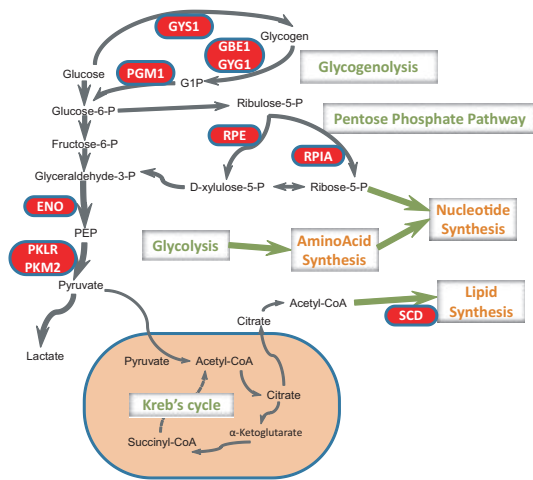 GYS1
Glycogen
GBE1
GYG1
Glucose
PGM1
G1P
Glycogenolysis
Glucose-6-P
Ribulose-5-P
Pentose Phosphate Pathway
Fructose-6-P
RPE
RPIA
Glyceraldehyde-3-P
D-xylulose-5-P
Ribose-5-P
ENO
Nucleotide
Synthesis
PEP
Glycolysis
AminoAcid
Synthesis
PKLR
PKM2
Pyruvate
Acetyl-CoA
Lipid
Synthesis
SCD
Citrate
Lactate
Pyruvate
Acetyl-CoA
Citrate
Kreb's cycle
Succinyl-CoA
α-Ketoglutarate